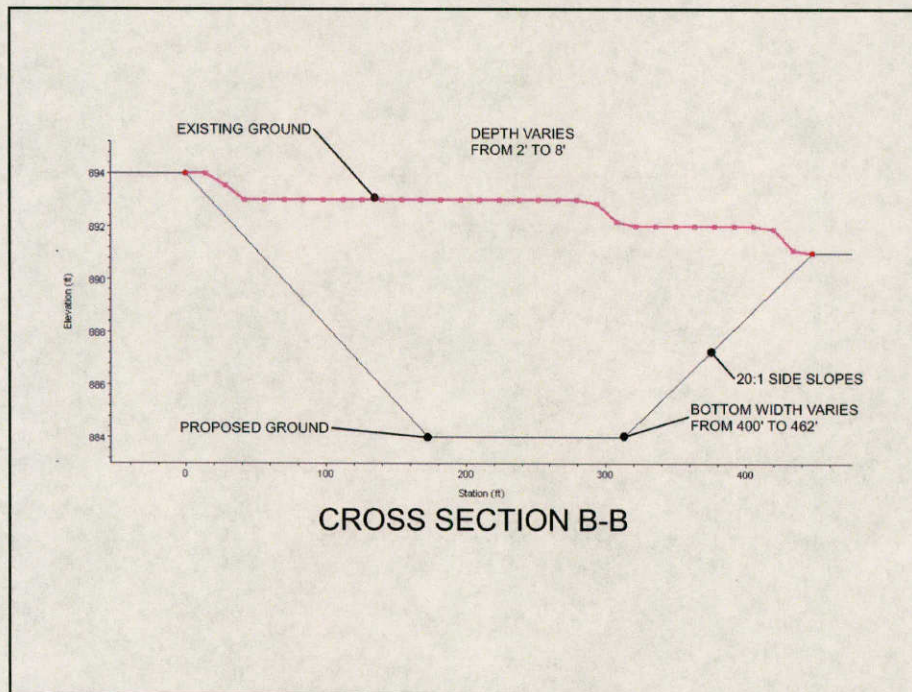 EXISTING GROUND
DEPTH VARIES
FROM 2' TO 8'
894
892
890
888
886
884
Elevation (ft)
20:1 SIDE SLOPES
PROPOSED GROUND
BOTTOM WIDTH VARIES
FROM 400' TO 462'
0
100
200
300
400
Station (ft)
CROSS SECTION B-B